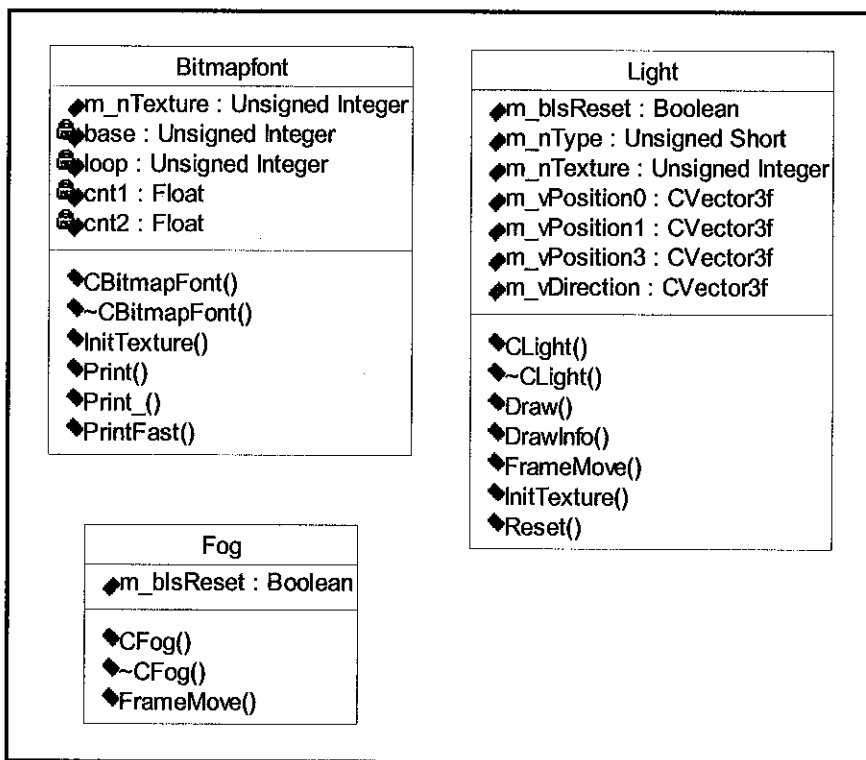 Bitmapfont
m_nTexture : Unsigned Integer
base : Unsigned Integer
loop : Unsigned Integer
cnt1 : Float
cnt2 : Float
CBitmapFont()
~CBitmapFont()
InitTexture()
Print()
Print_()
PrintFast()
Light
m_bIsReset : Boolean
m_nType : Unsigned Short
m_nTexture : Unsigned Integer
m_vPosition0 : CVector3f
m_vPosition1 : CVector3f
m_vPosition3 : CVector3f
m_vDirection : CVector3f
CLight()
~CLight()
Draw()
DrawInfo()
FrameMove()
InitTexture()
Reset()
Fog
m_bIsReset : Boolean
CFog()
~CFog()
FrameMove()